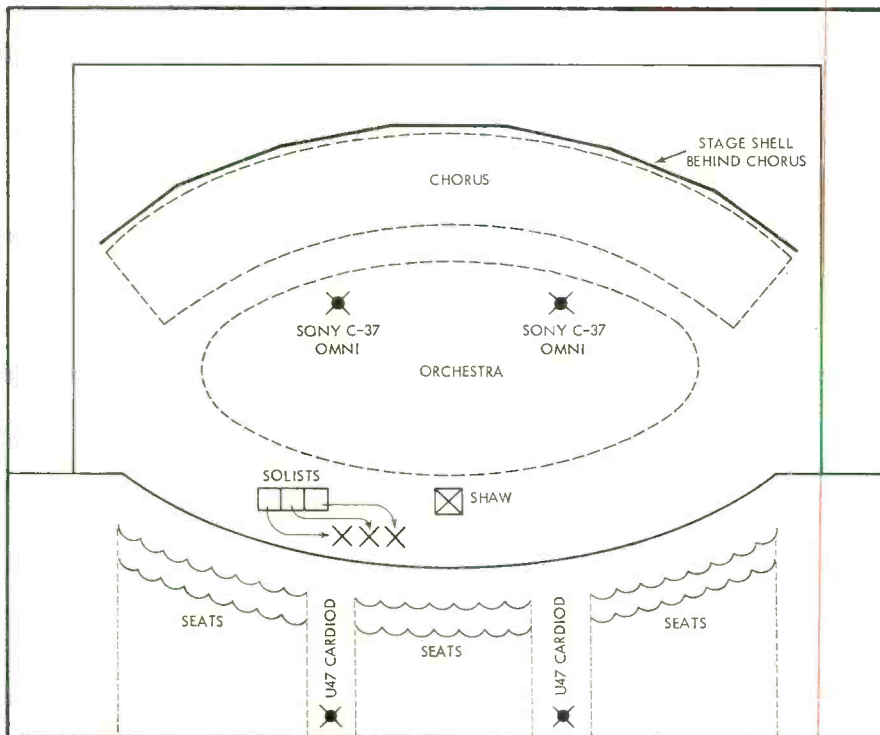 STAGE SHELL
BEHIND CHORUS
CHORUS
SONY C-37
OMNI
SONY C-37
OMNI
ORCHESTRA
SOLISTS
SHAW
SEATS
U47 CARDIOD
SEATS
U47 CARDIOD
SEATS